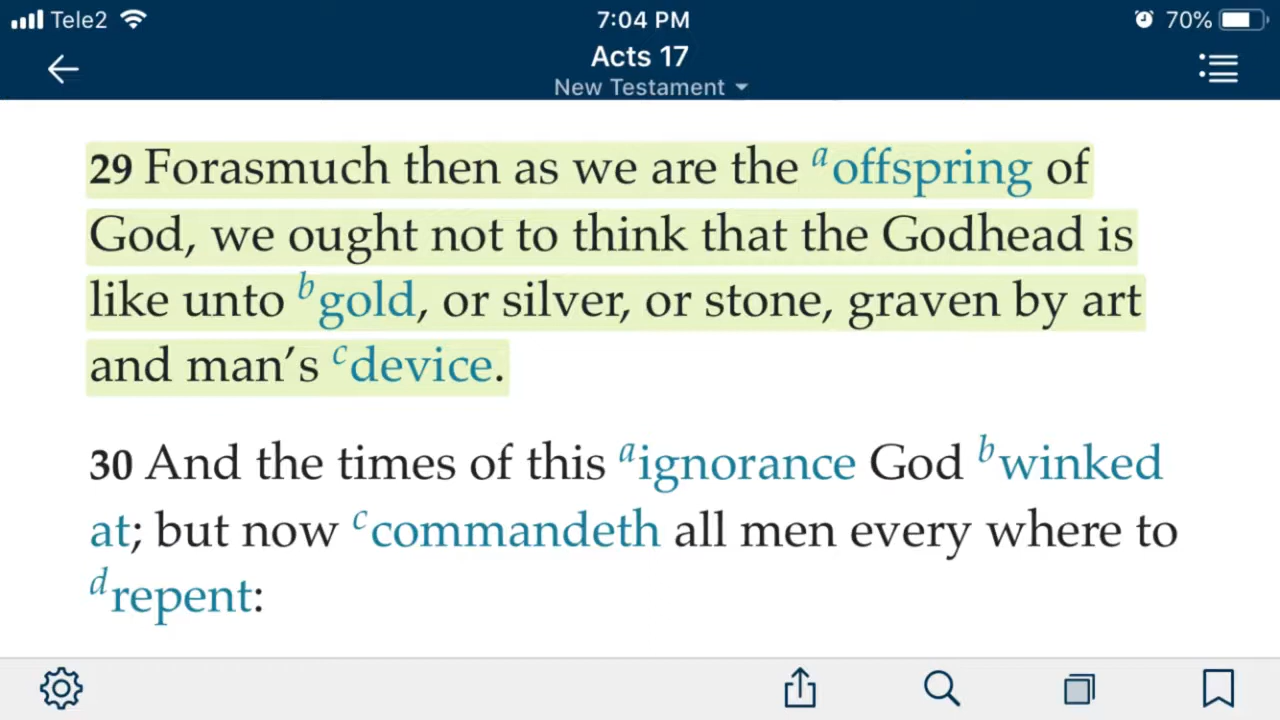 Tele2 7:04 PM 70%
Acts 17
New Testament
29 Forasmuch then as we are the a offspring of
God, we ought not to think that the Godhead is
like unto b gold, or silver, or stone, graven by art
and man’s c device.
30 And the times of this a ignorance God b winked
at; but now c commandeth all men every where to
d repent: